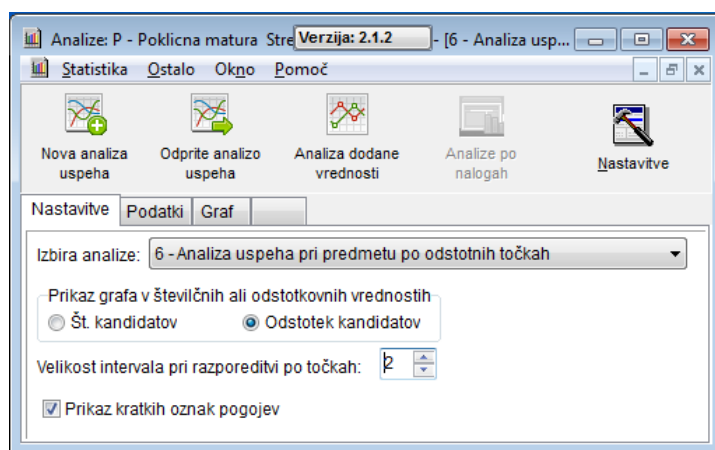 Analize: P - Poklicna matura Stre Verzija: 2.1.2 - [6 - Analiza usp...
Statistika Ostalo Okno Pomoč
Nova analiza uspeha
Odprite analizo uspeha
Analiza dodane vrednosti
Analize po nalogah
Nastavitve
Nastavitve Podatki Graf
Izbira analize: 6 - Analiza uspeha pri predmetu po odstotnih točkah
Prikaz grafa v številčnih ali odstotkovnih vrednostih
Št. kandidatov Odstotek kandidatov
Velikost intervala pri razporeditvi po točkah: 2
Prikaz kratkih oznak pogojev